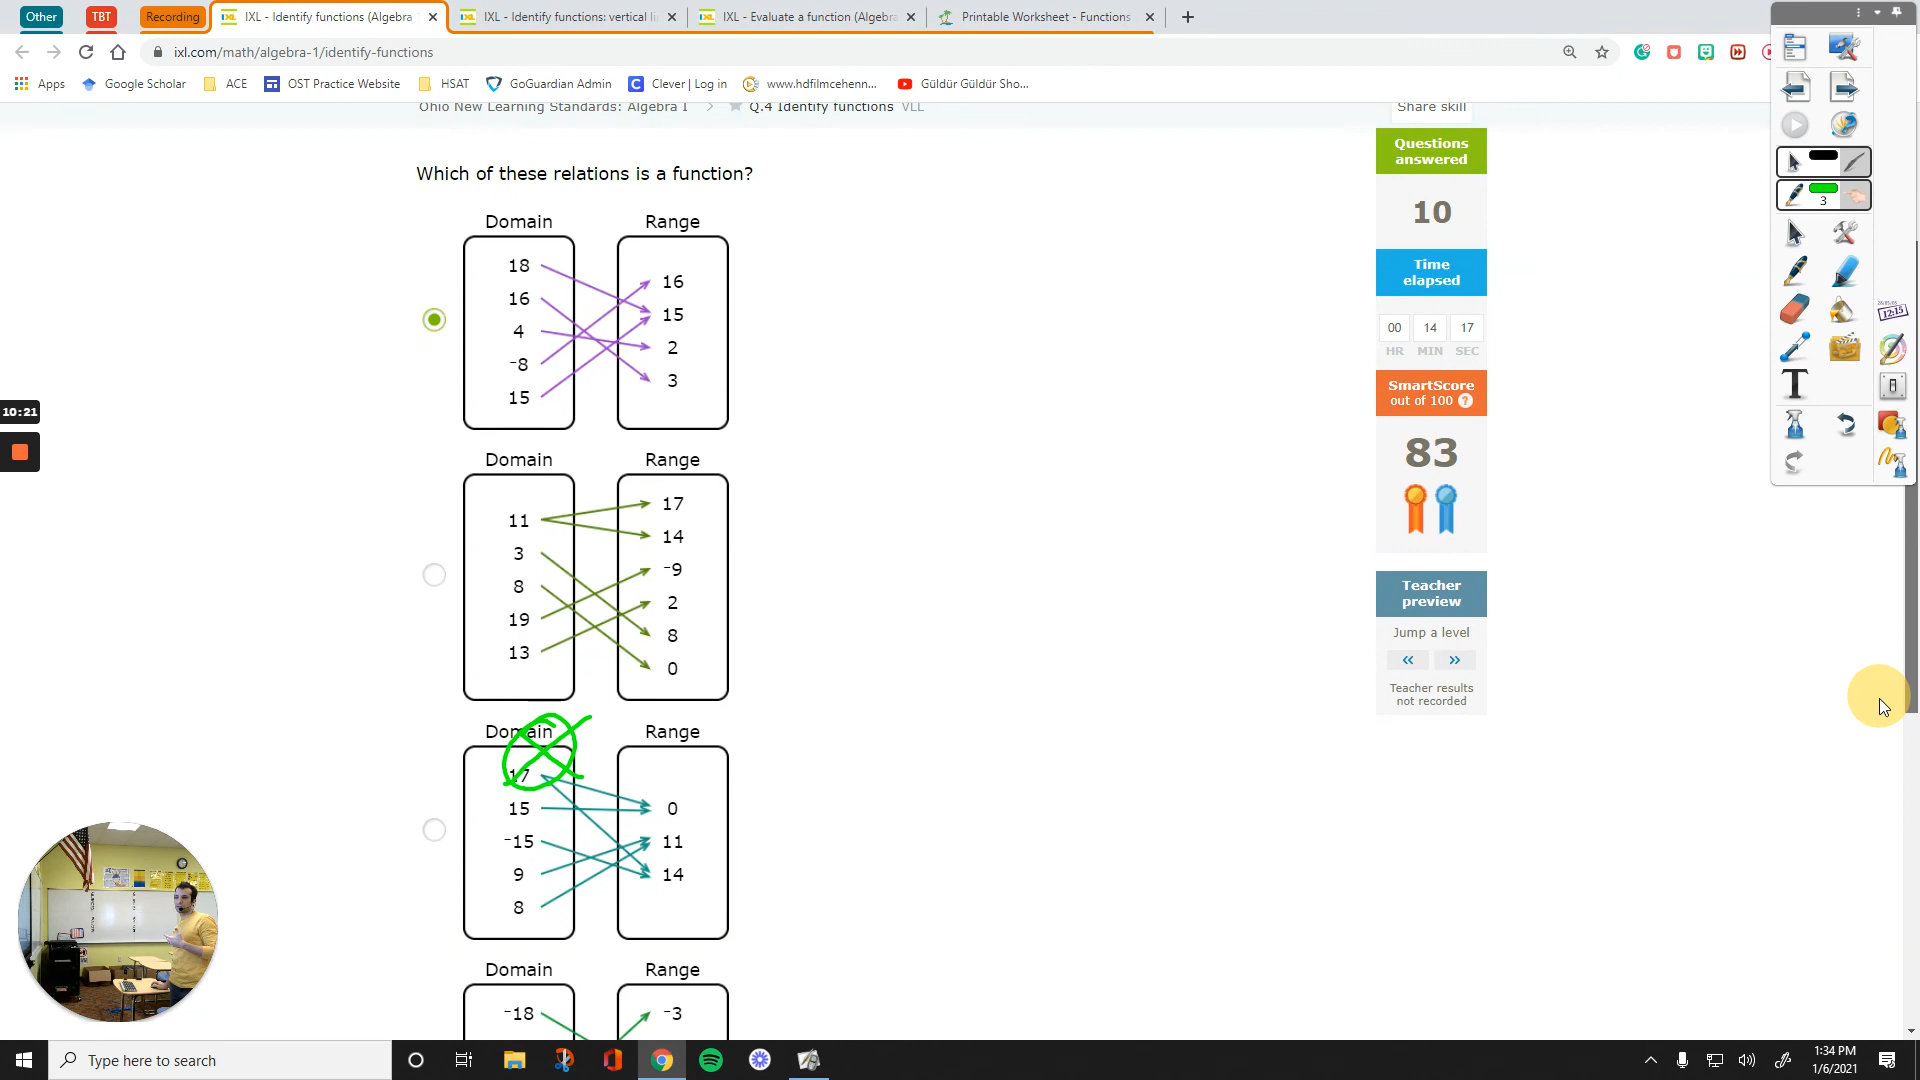 Other TBT Recording IXL - Identify functions (Algebra IXL - Identify functions: vertical li IXL - Evaluate a function (Algebra Printable Worksheet - Functions
ixl.com/math/algebra-1/identify-functions
Apps Google Scholar ACE OST Practice Website HSAT GoGuardian Admin Clever | Log in www.hdfilmcehenn... Güldür Güldür Sho...
Ohio New Learning Standards: Algebra I > Q.4 Identify functions VLL
Share skill
Which of these relations is a function?
Domain Range
18
16
4
-8
15
16
15
2
3
Domain Range
11
3
8
19
13
17
14
-9
2
8
0
Domain Range
17
15
-15
9
8
0
11
14
Domain Range
-18
-3
Questions
answered
10
Time
elapsed
00 14 17
HR MIN SEC
SmartScore
out of 100 ?
83
Teacher
preview
Jump a level
« »
Teacher results
not recorded
3
12:15
T
10:21
Type here to search
1:34 PM
1/6/2021